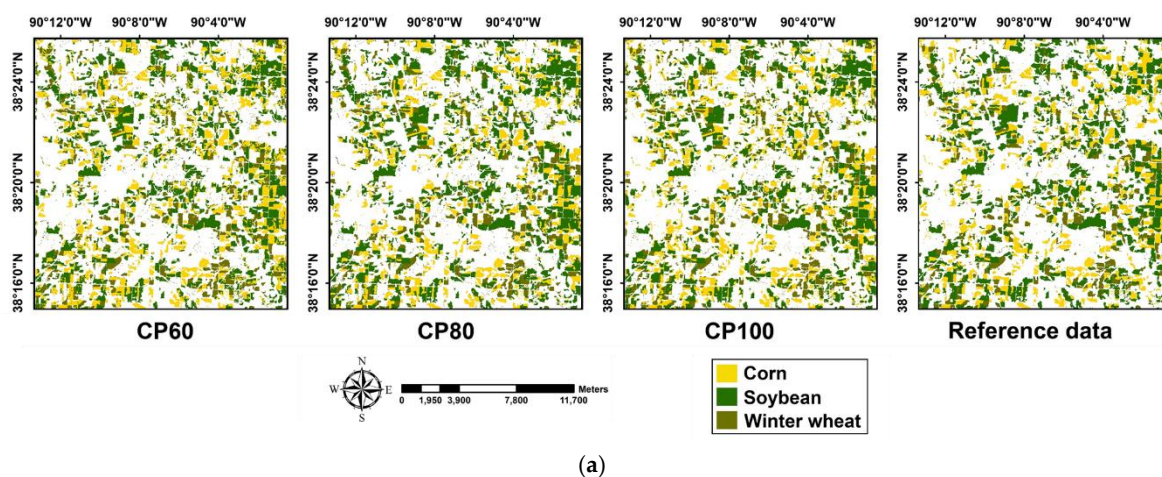 90°12'0"W 90°8'0"W 90°4'0"W 90°12'0"W 90°8'0"W 90°4'0"W 90°12'0"W 90°8'0"W 90°4'0"W 90°12'0"W 90°8'0"W 90°4'0"W
38°24'0"N 38°24'0"N 38°24'0"N 38°24'0"N
38°20'0"N 38°20'0"N 38°20'0"N 38°20'0"N
38°16'0"N 38°16'0"N 38°16'0"N 38°16'0"N
CP60 CP80 CP100 Reference data
N
W E
S
Meters
0 1,950 3,900 7,800 11,700
Corn
Soybean
Winter wheat
(a)